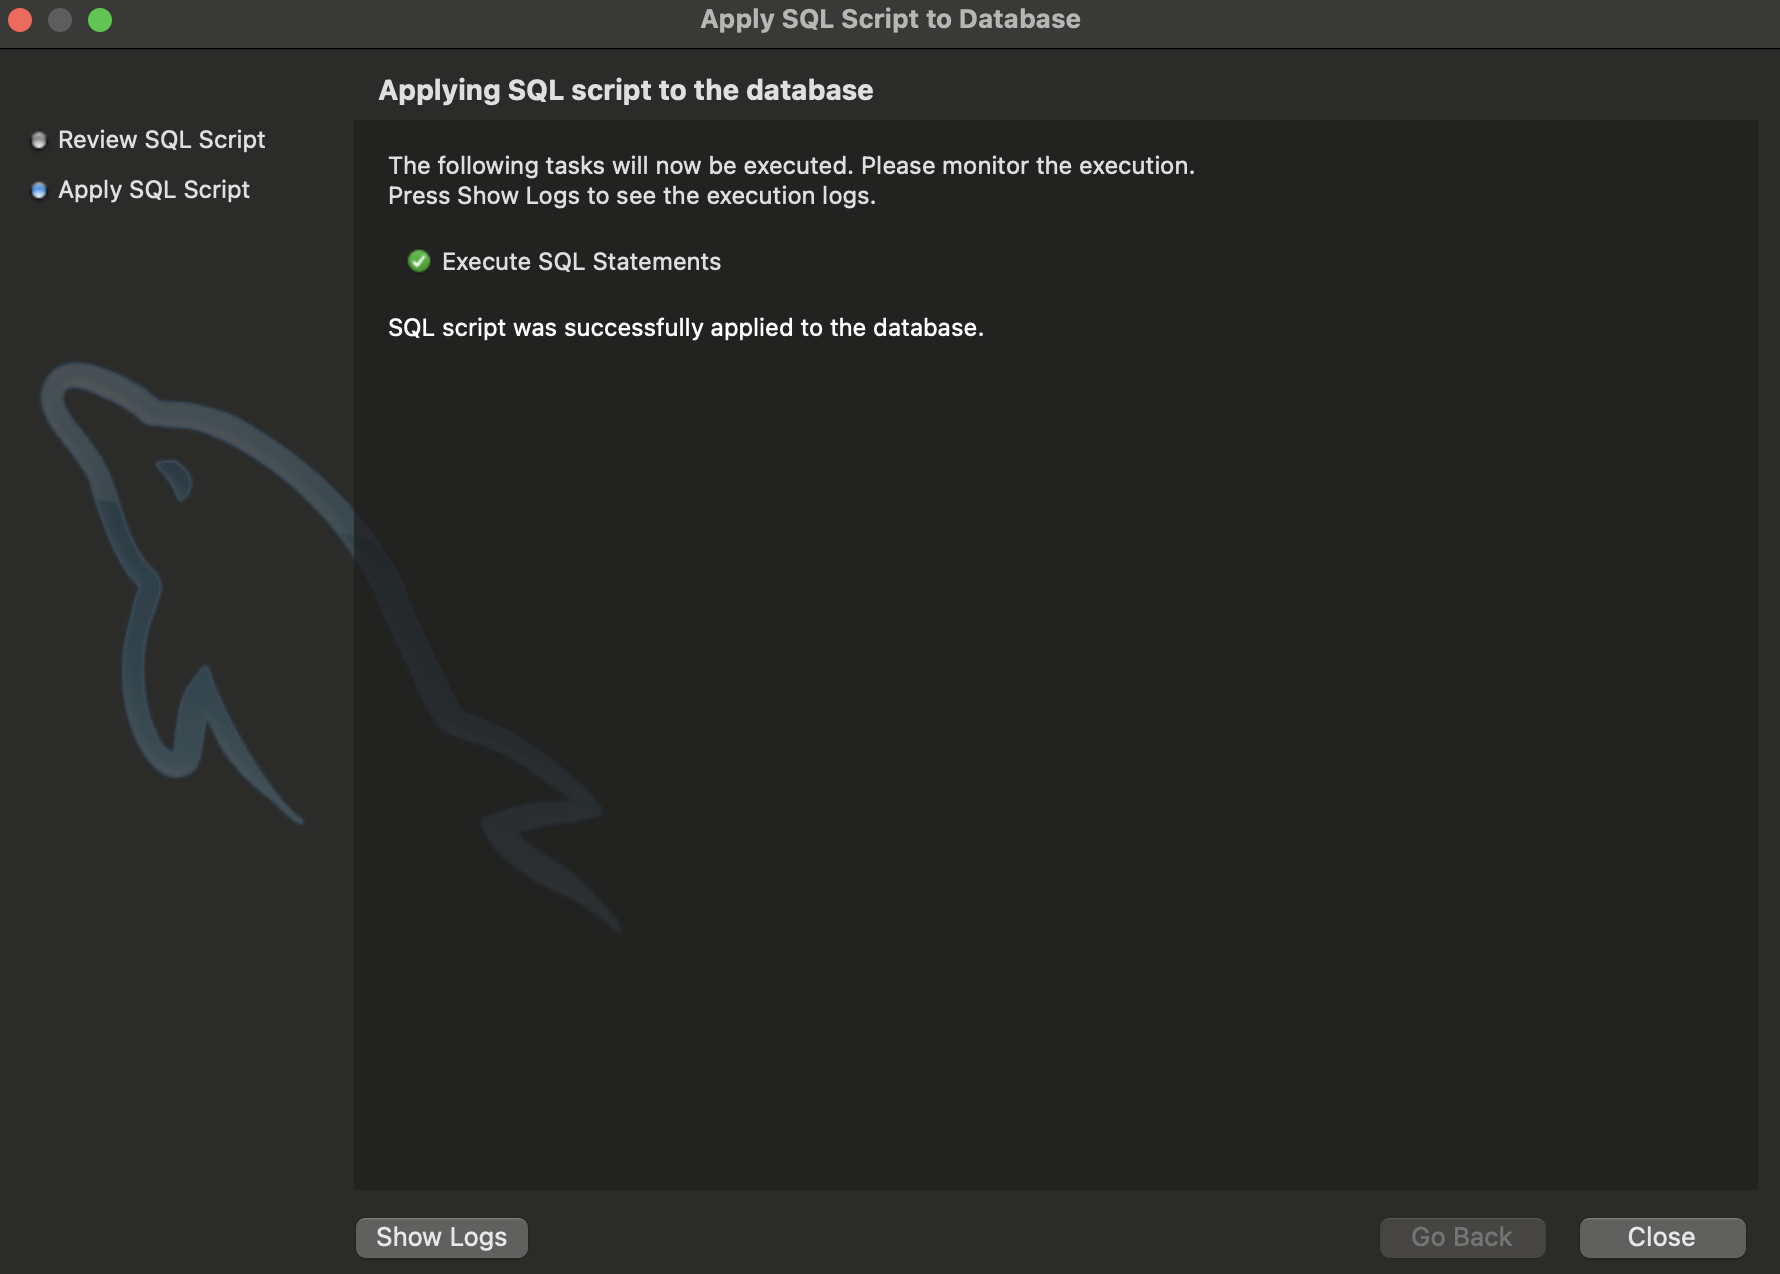 Apply SQL Script to Database
Applying SQL script to the database
Review SQL Script
Apply SQL Script
The following tasks will now be executed. Please monitor the execution.
Press Show Logs to see the execution logs.
Execute SQL Statements
SQL script was successfully applied to the database.
Show Logs
Go Back
Close